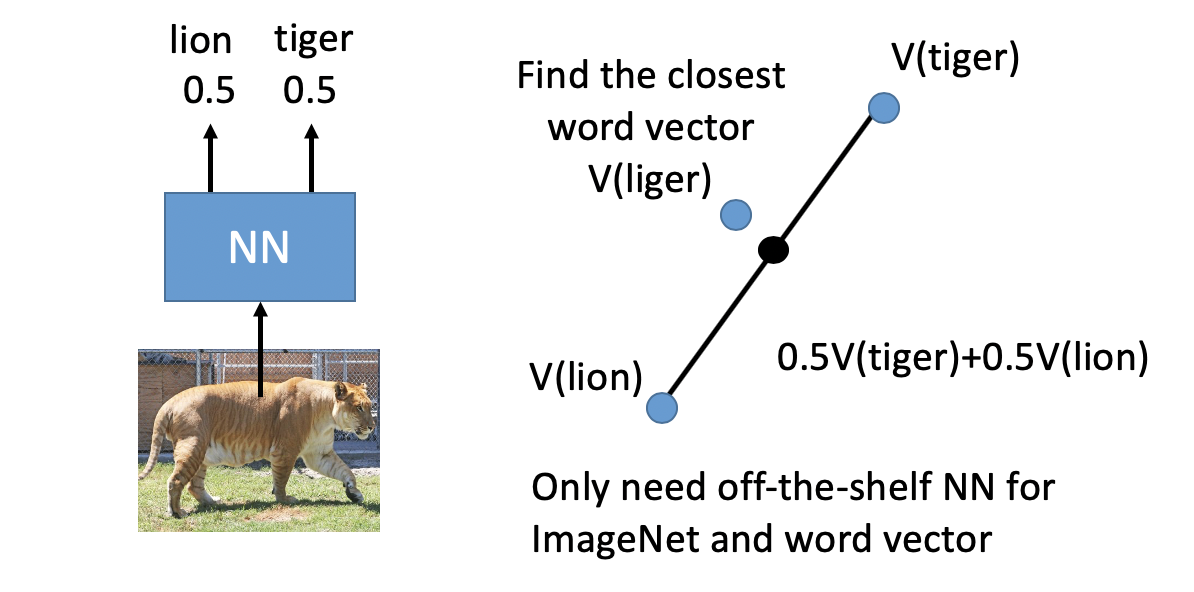 lion tiger
0.5 0.5
NN
Find the closest
word vector
V(liger)
V(tiger)
V(lion)
0.5V(tiger)+0.5V(lion)
Only need off-the-shelf NN for
ImageNet and word vector